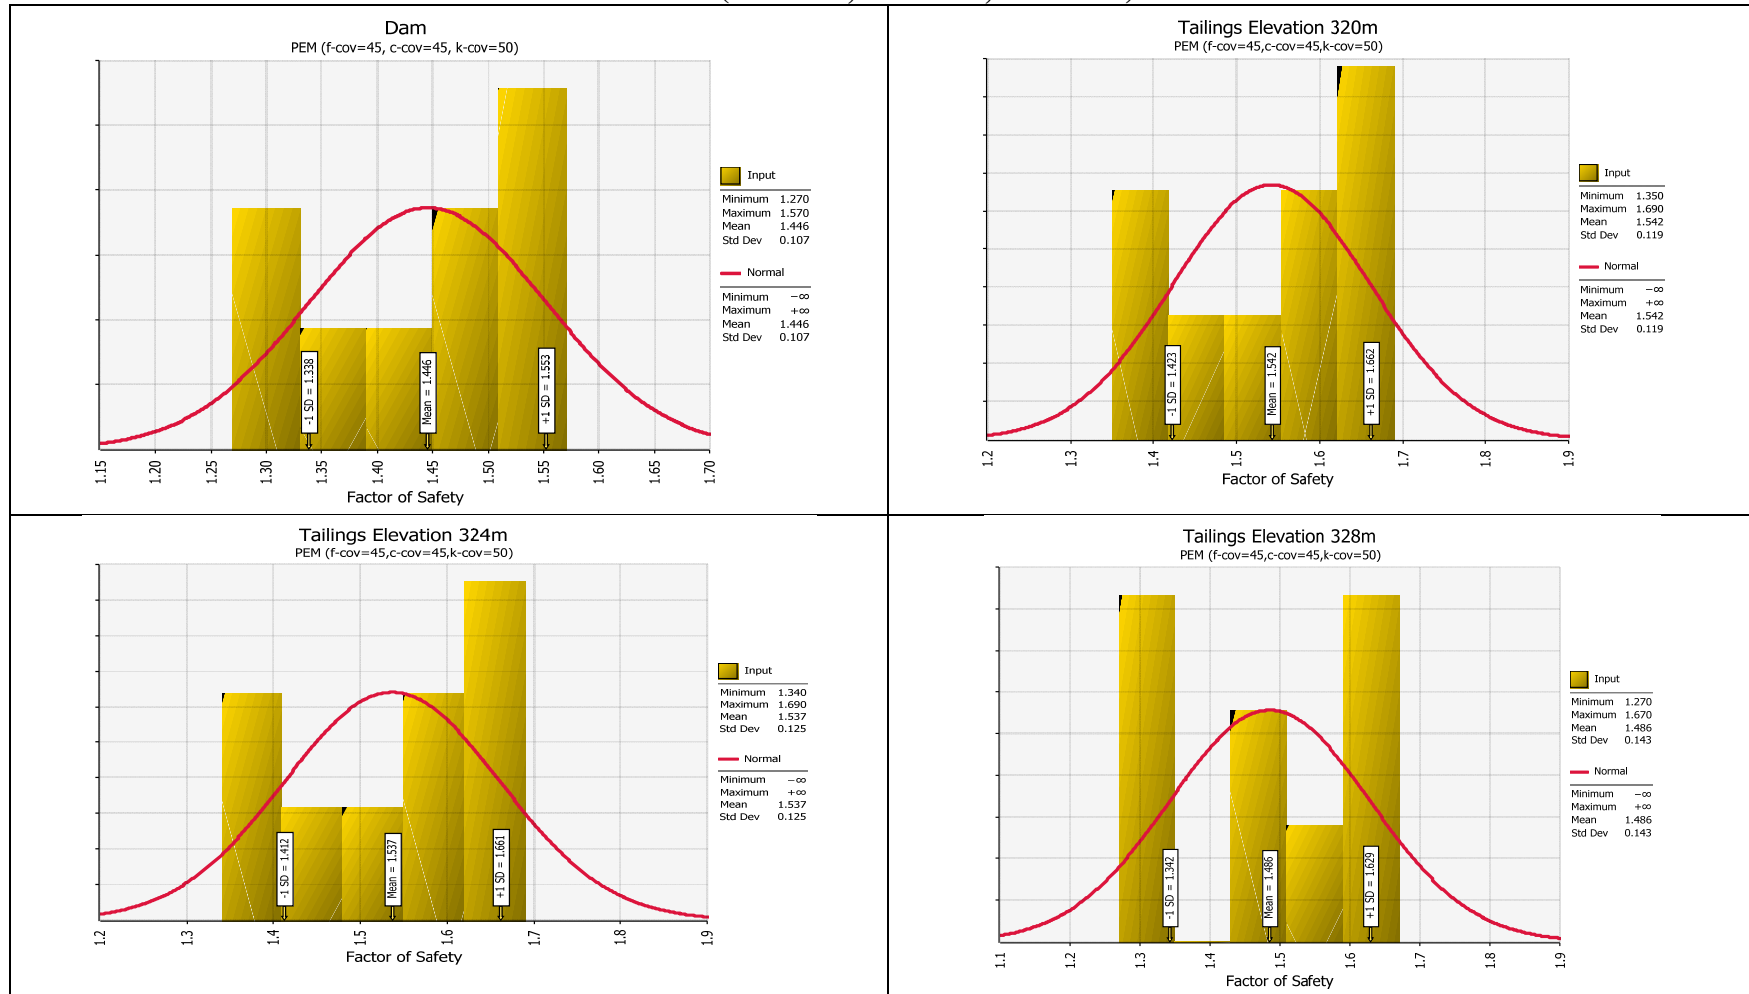 Dam
PEM (f-cov=45, c-cov=45, k-cov=50)
-1 SD = 1.338
Mean = 1.446
+1 SD = 1.553
1.15 1.20 1.25 1.30 1.35 1.40 1.45 1.50 1.55 1.60 1.65 1.70
Factor of Safety
Input
Minimum 1.270
Maximum 1.570
Mean 1.446
Std Dev 0.107
Normal
Minimum −∞
Maximum +∞
Mean 1.446
Std Dev 0.107
Tailings Elevation 320m
PEM (f-cov=45,c-cov=45,k-cov=50)
-1 SD = 1.423
Mean = 1.542
+1 SD = 1.662
1.2 1.3 1.4 1.5 1.6 1.7 1.8 1.9
Factor of Safety
Input
Minimum 1.350
Maximum 1.690
Mean 1.542
Std Dev 0.119
Normal
Minimum −∞
Maximum +∞
Mean 1.542
Std Dev 0.119
Tailings Elevation 324m
PEM (f-cov=45,c-cov=45,k-cov=50)
-1 SD = 1.412
Mean = 1.537
+1 SD = 1.661
1.2 1.3 1.4 1.5 1.6 1.7 1.8 1.9
Factor of Safety
Input
Minimum 1.340
Maximum 1.690
Mean 1.537
Std Dev 0.125
Normal
Minimum −∞
Maximum +∞
Mean 1.537
Std Dev 0.125
Tailings Elevation 328m
PEM (f-cov=45,c-cov=45,k-cov=50)
-1 SD = 1.342
Mean = 1.486
+1 SD = 1.629
1.1 1.2 1.3 1.4 1.5 1.6 1.7 1.8 1.9
Factor of Safety
Input
Minimum 1.270
Maximum 1.670
Mean 1.486
Std Dev 0.143
Normal
Minimum −∞
Maximum +∞
Mean 1.486
Std Dev 0.143